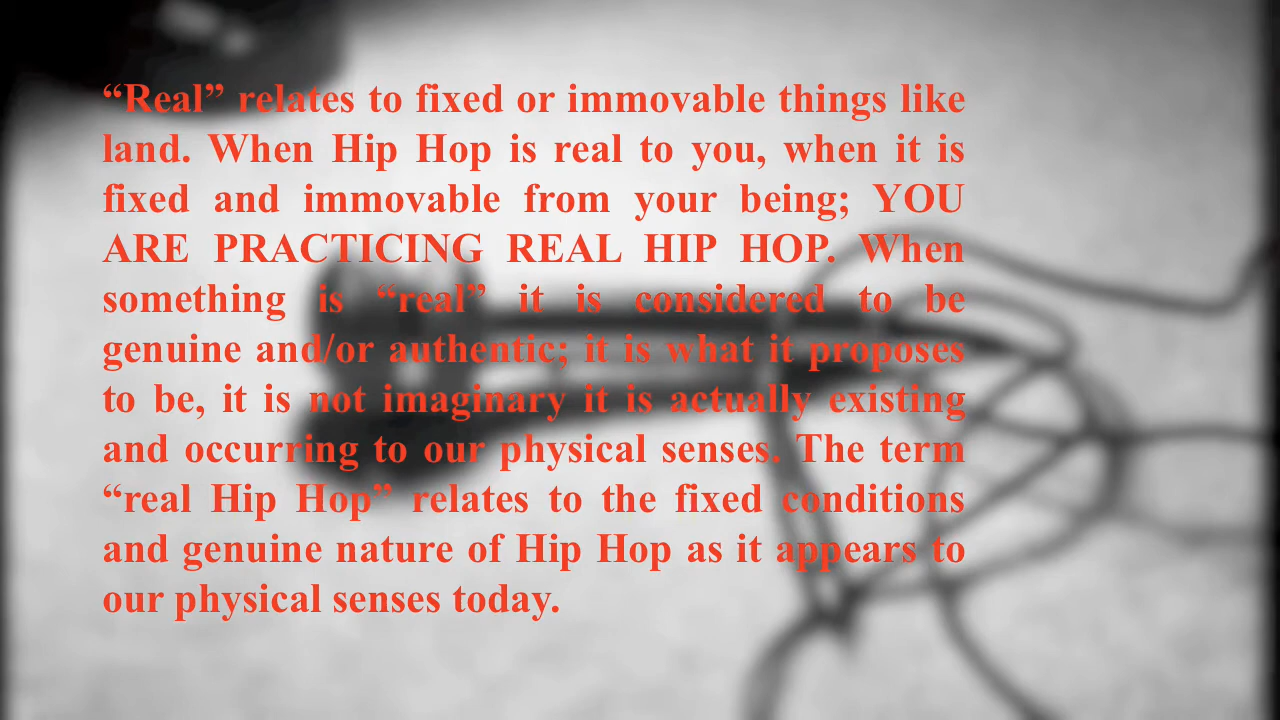 “Real” relates to fixed or immovable things like
land. When Hip Hop is real to you, when it is
fixed and immovable from your being; YOU
ARE PRACTICING REAL HIP HOP. When
something is “real” it is considered to be
genuine and/or authentic; it is what it proposes
to be, it is not imaginary it is actually existing
and occurring to our physical senses. The term
“real Hip Hop” relates to the fixed conditions
and genuine nature of Hip Hop as it appears to
our physical senses today.